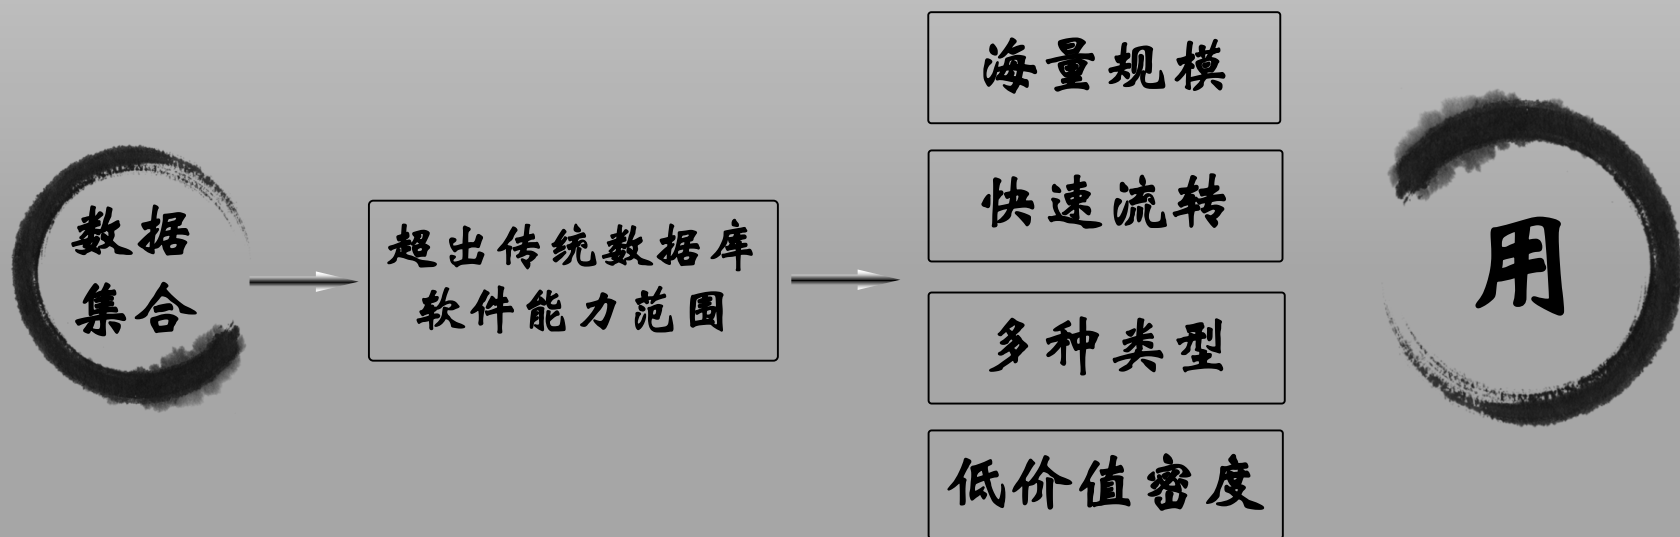 数据
集合
超出传统数据库
软件能力范围
海量规模
快速流转
多种类型
低价值密度
用